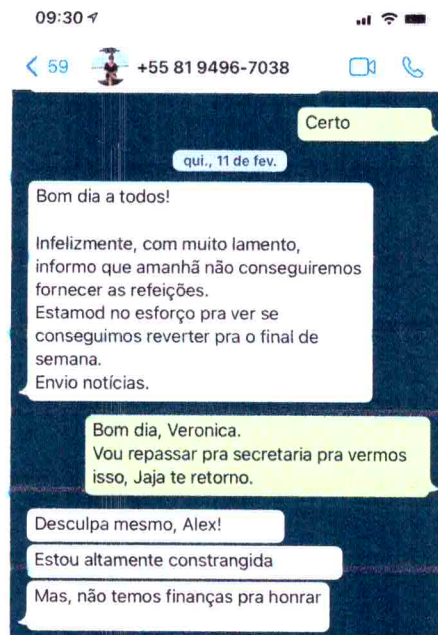 09:30
59
+55 81 9496-7038
Certo
qui., 11 de fev.
Bom dia a todos!
Infelizmente, com muito lamento,
informo que amanhã não conseguiremos
fornecer as refeições.
Estamod no esforço pra ver se
conseguimos reverter pra o final de
semana.
Envio notícias.
Bom dia, Veronica.
Vou repassar pra secretaria pra vermos
isso, Jaja te retorno.
Desculpa mesmo, Alex!
Estou altamente constrangida
Mas, não temos finanças pra honrar